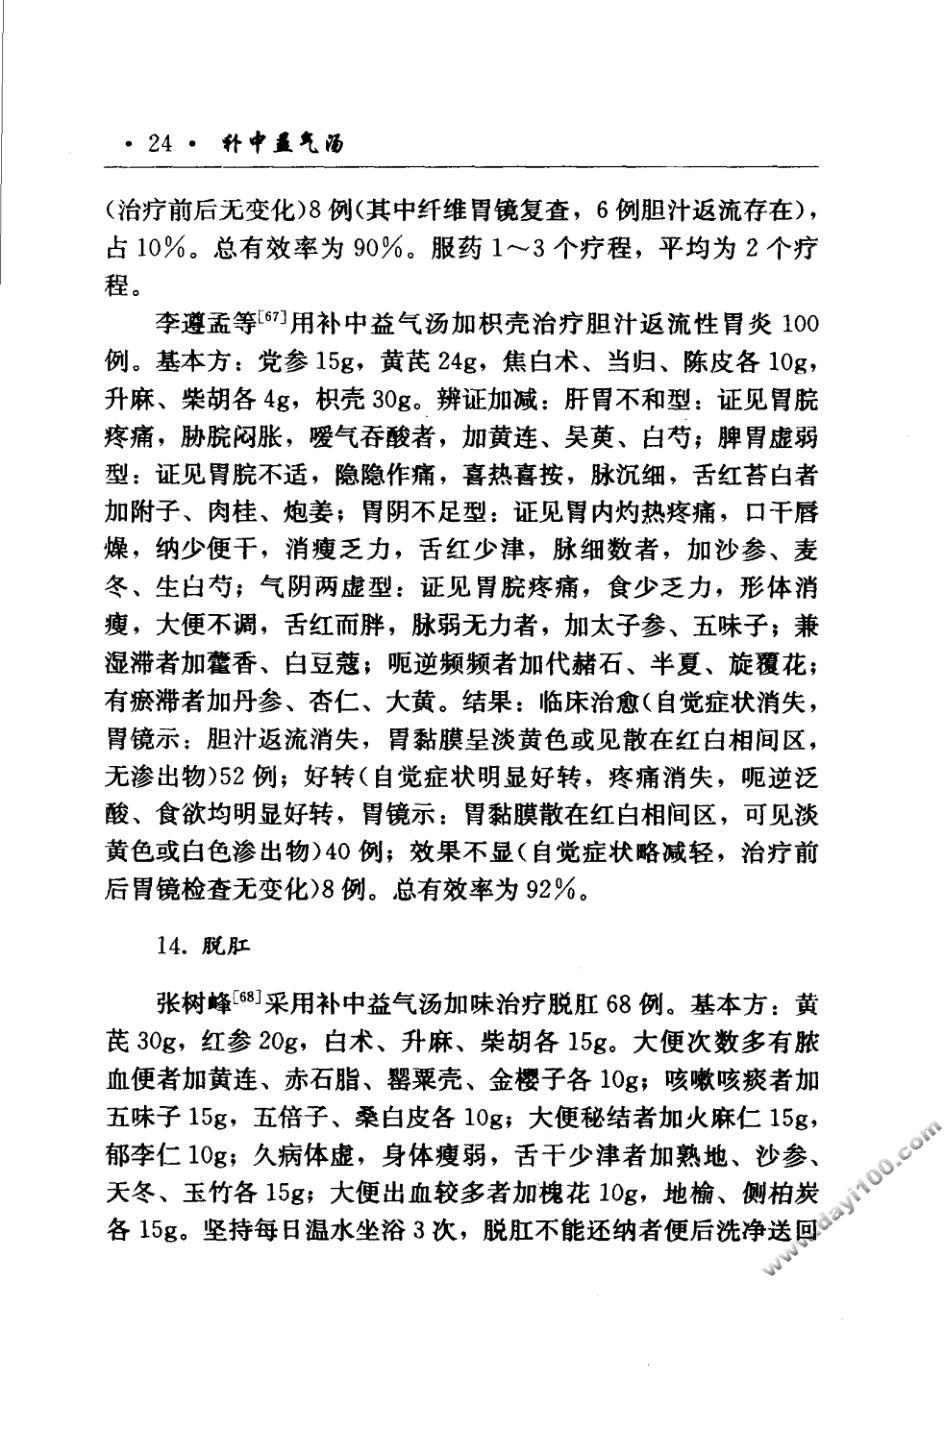 · 24 · 补中益气汤
（治疗前后无变化）8 例（其中纤维胃镜复查，6 例胆汁返流存在），
占 10％。总有效率为 90％。服药 1～3 个疗程，平均为 2 个疗
程。
李遵孟等[67]用补中益气汤加枳壳治疗胆汁返流性胃炎 100
例。基本方：党参 15g，黄芪 24g，焦白术、当归、陈皮各 10g，
升麻、柴胡各 4g，枳壳 30g。辨证加减：肝胃不和型：证见胃脘
疼痛，胁脘闷胀，嗳气吞酸者，加黄连、吴萸、白芍；脾胃虚弱
型：证见胃脘不适，隐隐作痛，喜热喜按，脉沉细，舌红苔白者
加附子、肉桂、炮姜；胃阴不足型：证见胃内灼热疼痛，口干唇
燥，纳少便干，消瘦乏力，舌红少津，脉细数者，加沙参、麦
冬、生白芍；气阴两虚型：证见胃脘疼痛，食少乏力，形体消
瘦，大便不调，舌红而胖，脉弱无力者，加太子参、五味子；兼
湿滞者加藿香、白豆蔻；呃逆频频者加代赭石、半夏、旋覆花；
有瘀滞者加丹参、杏仁、大黄。结果：临床治愈（自觉症状消失，
胃镜示：胆汁返流消失，胃黏膜呈淡黄色或见散在红白相间区，
无渗出物）52 例；好转（自觉症状明显好转，疼痛消失，呃逆泛
酸、食欲均明显好转，胃镜示：胃黏膜散在红白相间区，可见淡
黄色或白色渗出物）40 例；效果不显（自觉症状略减轻，治疗前
后胃镜检查无变化）8 例。总有效率为 92％。
14. 脱肛
张树峰[68]采用补中益气汤加味治疗脱肛 68 例。基本方：黄
芪 30g，红参 20g，白术、升麻、柴胡各 15g。大便次数多有脓
血便者加黄连、赤石脂、罂粟壳、金樱子各 10g；咳嗽咳痰者加
五味子 15g，五倍子、桑白皮各 10g；大便秘结者加火麻仁 15g，
郁李仁 10g；久病体虚，身体瘦弱，舌干少津者加熟地、沙参、
天冬、玉竹各 15g；大便出血较多者加槐花 10g，地榆、侧柏炭
各 15g。坚持每日温水坐浴 3 次，脱肛不能还纳者便后洗净送回
www.dayi100.com